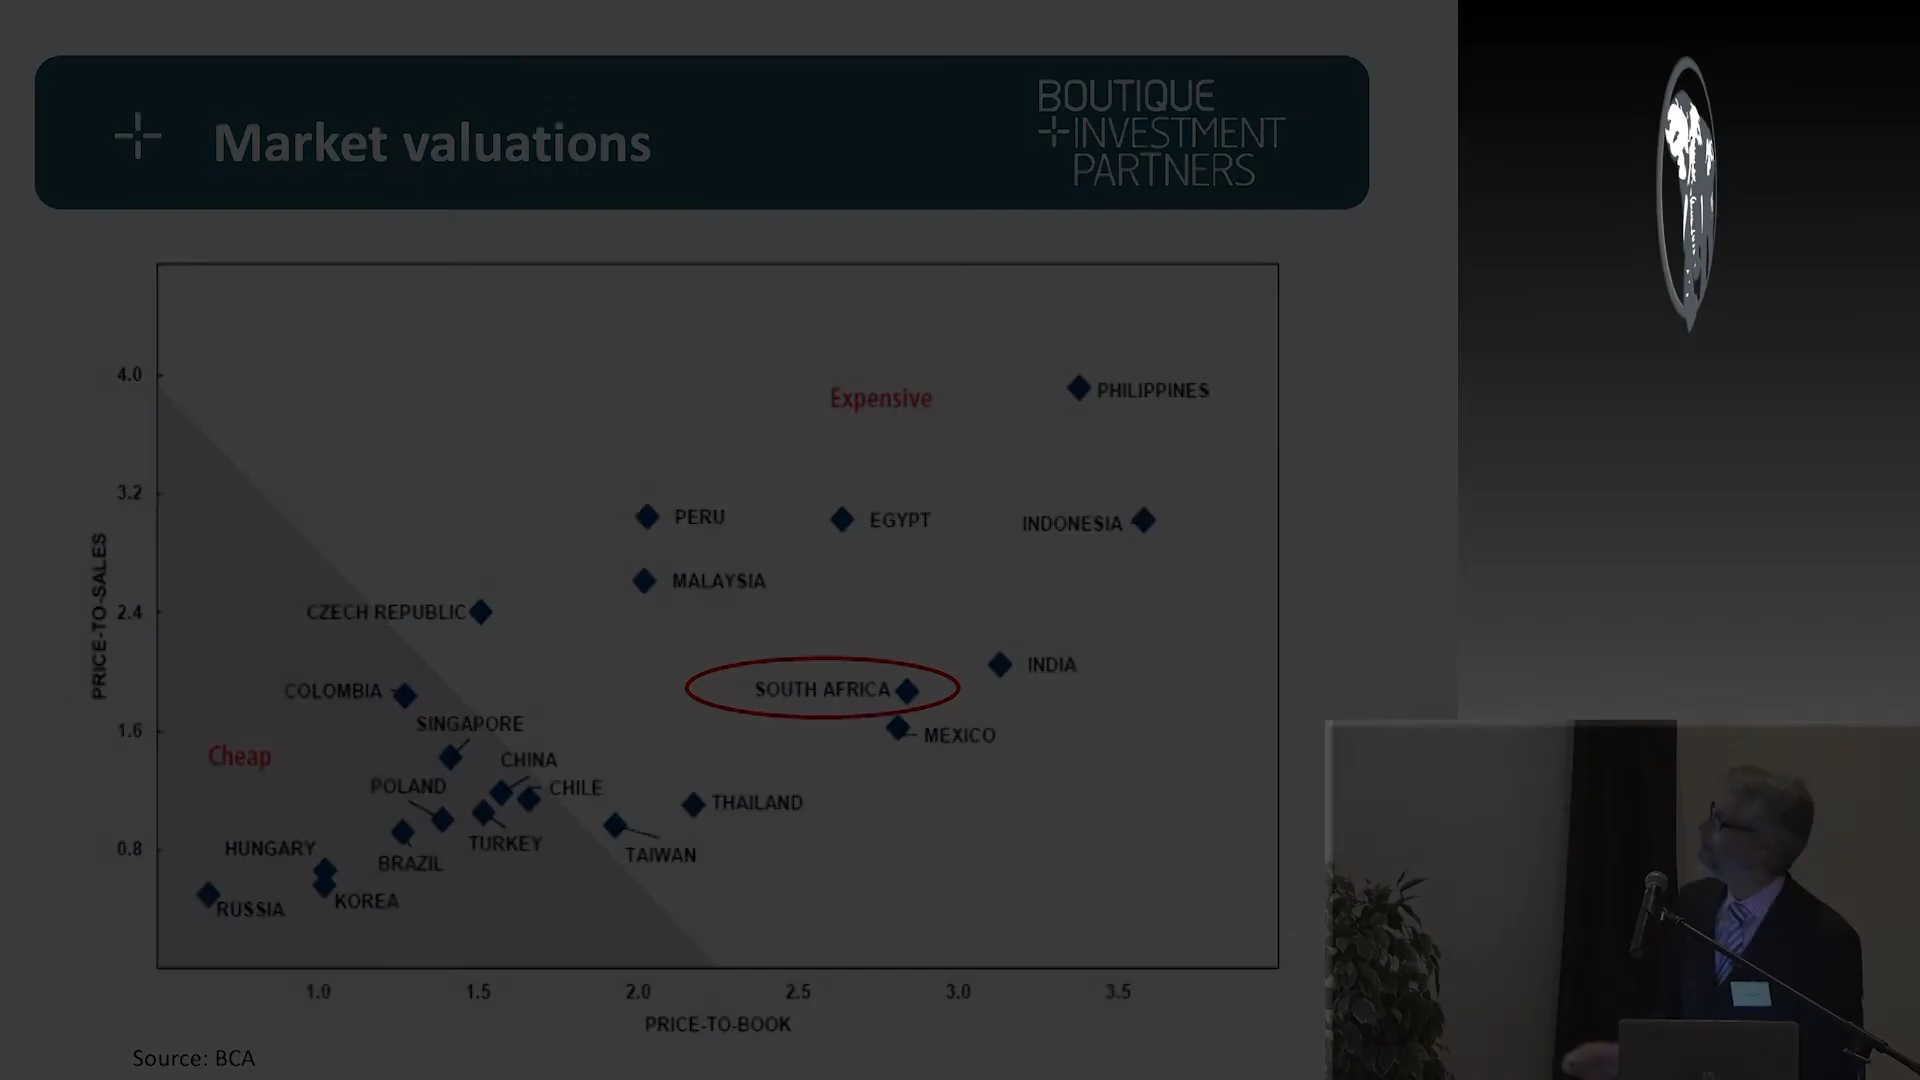 Market valuations
BOUTIQUE
INVESTMENT
PARTNERS
4.0
3.2
2.4
1.6
0.8
PRICE-TO-SALES
Expensive
PHILIPPINES
PERU
EGYPT
INDONESIA
MALAYSIA
CZECH REPUBLIC
INDIA
COLOMBIA
SOUTH AFRICA
SINGAPORE
MEXICO
Cheap
CHINA
POLAND
CHILE
THAILAND
HUNGARY
TURKEY
BRAZIL
TAIWAN
RUSSIA
KOREA
1.0 1.5 2.0 2.5 3.0 3.5
PRICE-TO-BOOK
Source: BCA